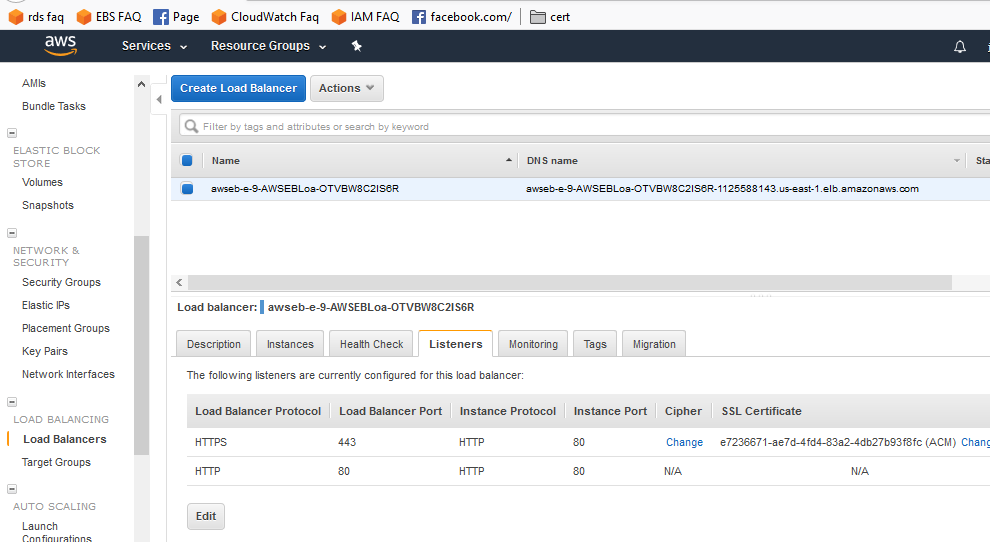 rds faq EBS FAQ Page CloudWatch Faq IAM FAQ facebook.com/ cert
aws Services Resource Groups
AMIs
Bundle Tasks
ELASTIC BLOCK
STORE
Volumes
Snapshots
NETWORK &
SECURITY
Security Groups
Elastic IPs
Placement Groups
Key Pairs
Network Interfaces
LOAD BALANCING
Load Balancers
Target Groups
AUTO SCALING
Launch
Configurations
Create Load Balancer Actions
Filter by tags and attributes or search by keyword
Name DNS name Sta
awseb-e-9-AWSEBLoa-OTVBW8C2IS6R awseb-e-9-AWSEBLoa-OTVBW8C2IS6R-1125588143.us-east-1.elb.amazonaws.com
Load balancer: awseb-e-9-AWSEBLoa-OTVBW8C2IS6R
Description Instances Health Check Listeners Monitoring Tags Migration
The following listeners are currently configured for this load balancer:
Load Balancer Protocol Load Balancer Port Instance Protocol Instance Port Cipher SSL Certificate
HTTPS 443 HTTP 80 Change e7236671-ae7d-4fd4-83a2-4db27b93f8fc (ACM) Chang
HTTP 80 HTTP 80 N/A N/A
Edit